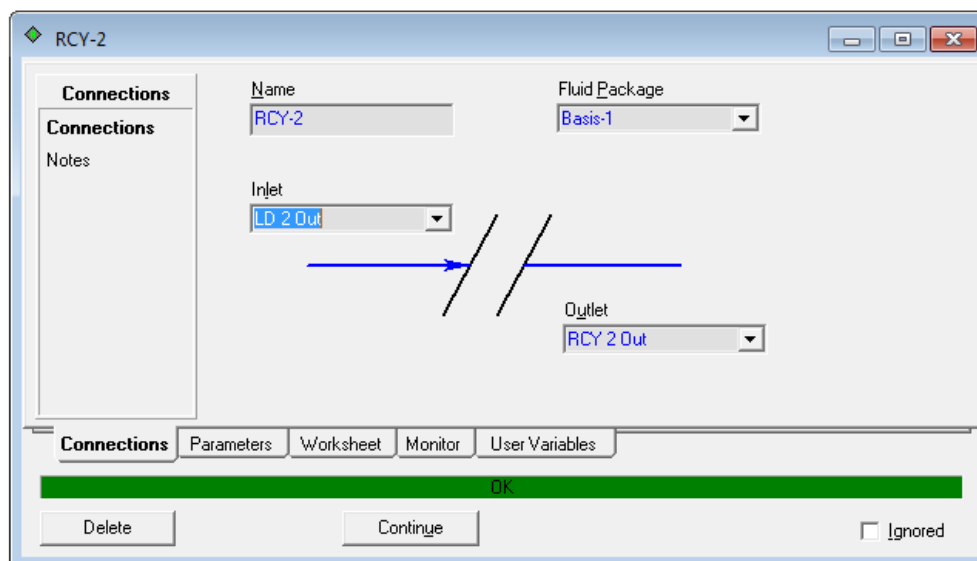 RCY-2
Connections
Connections
Notes
Name
RCY-2
Fluid Package
Basis-1
Inlet
LD 2 Out
Outlet
RCY 2 Out
Connections Parameters Worksheet Monitor User Variables
OK
Delete Continue Ignored